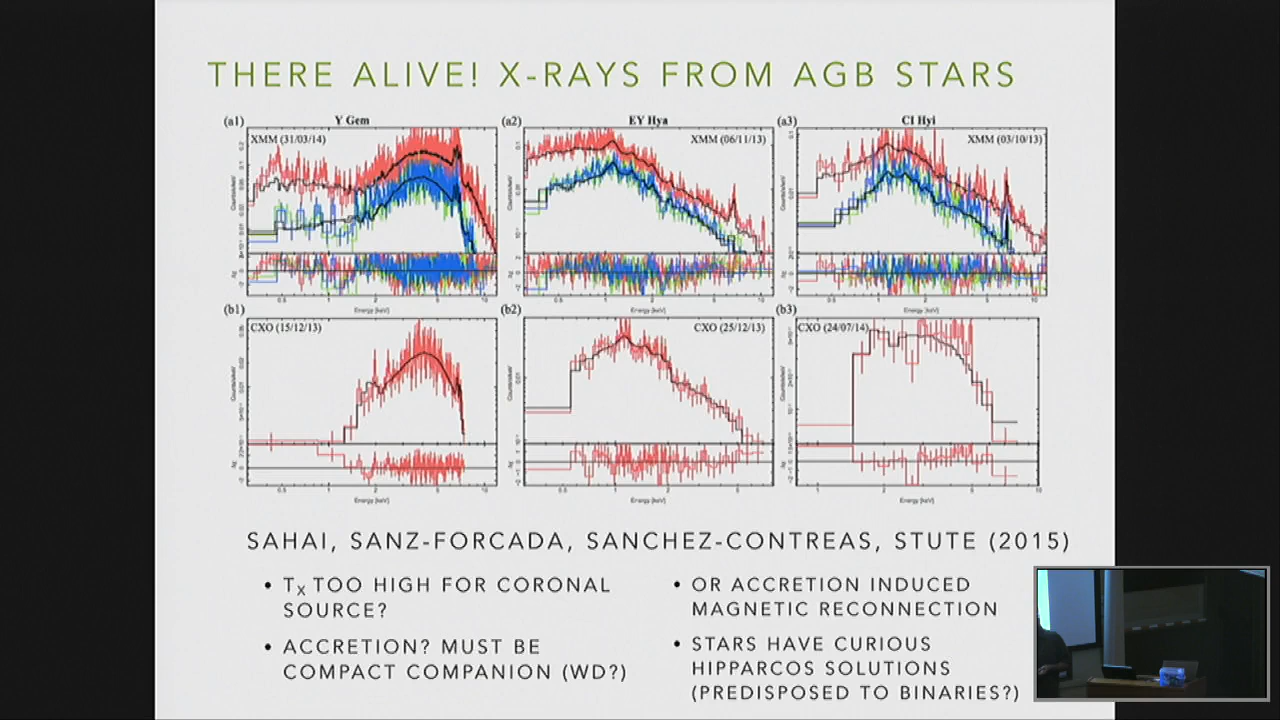 THERE ALIVE! X-RAYS FROM AGB STARS
(a1) Y Gem (a2) EY Hya (a3) CI Hyi
XMM (31/03/14) XMM (06/11/13) XMM (03/10/13)
Energy [keV] Energy [keV] Energy [keV]
(b1) (b2) (b3)
CXO (15/12/13) CXO (25/12/13) CXO (24/07/14)
Energy [keV] Energy [keV] Energy [keV]
SAHAI, SANZ-FORCADA, SANCHEZ-CONTREAS, STUTE (2015)
• TX TOO HIGH FOR CORONAL
SOURCE?
• ACCRETION? MUST BE
COMPACT COMPANION (WD?)
• OR ACCRETION INDUCED
MAGNETIC RECONNECTION
• STARS HAVE CURIOUS
HIPPARCOS SOLUTIONS
(PREDISPOSED TO BINARIES?)